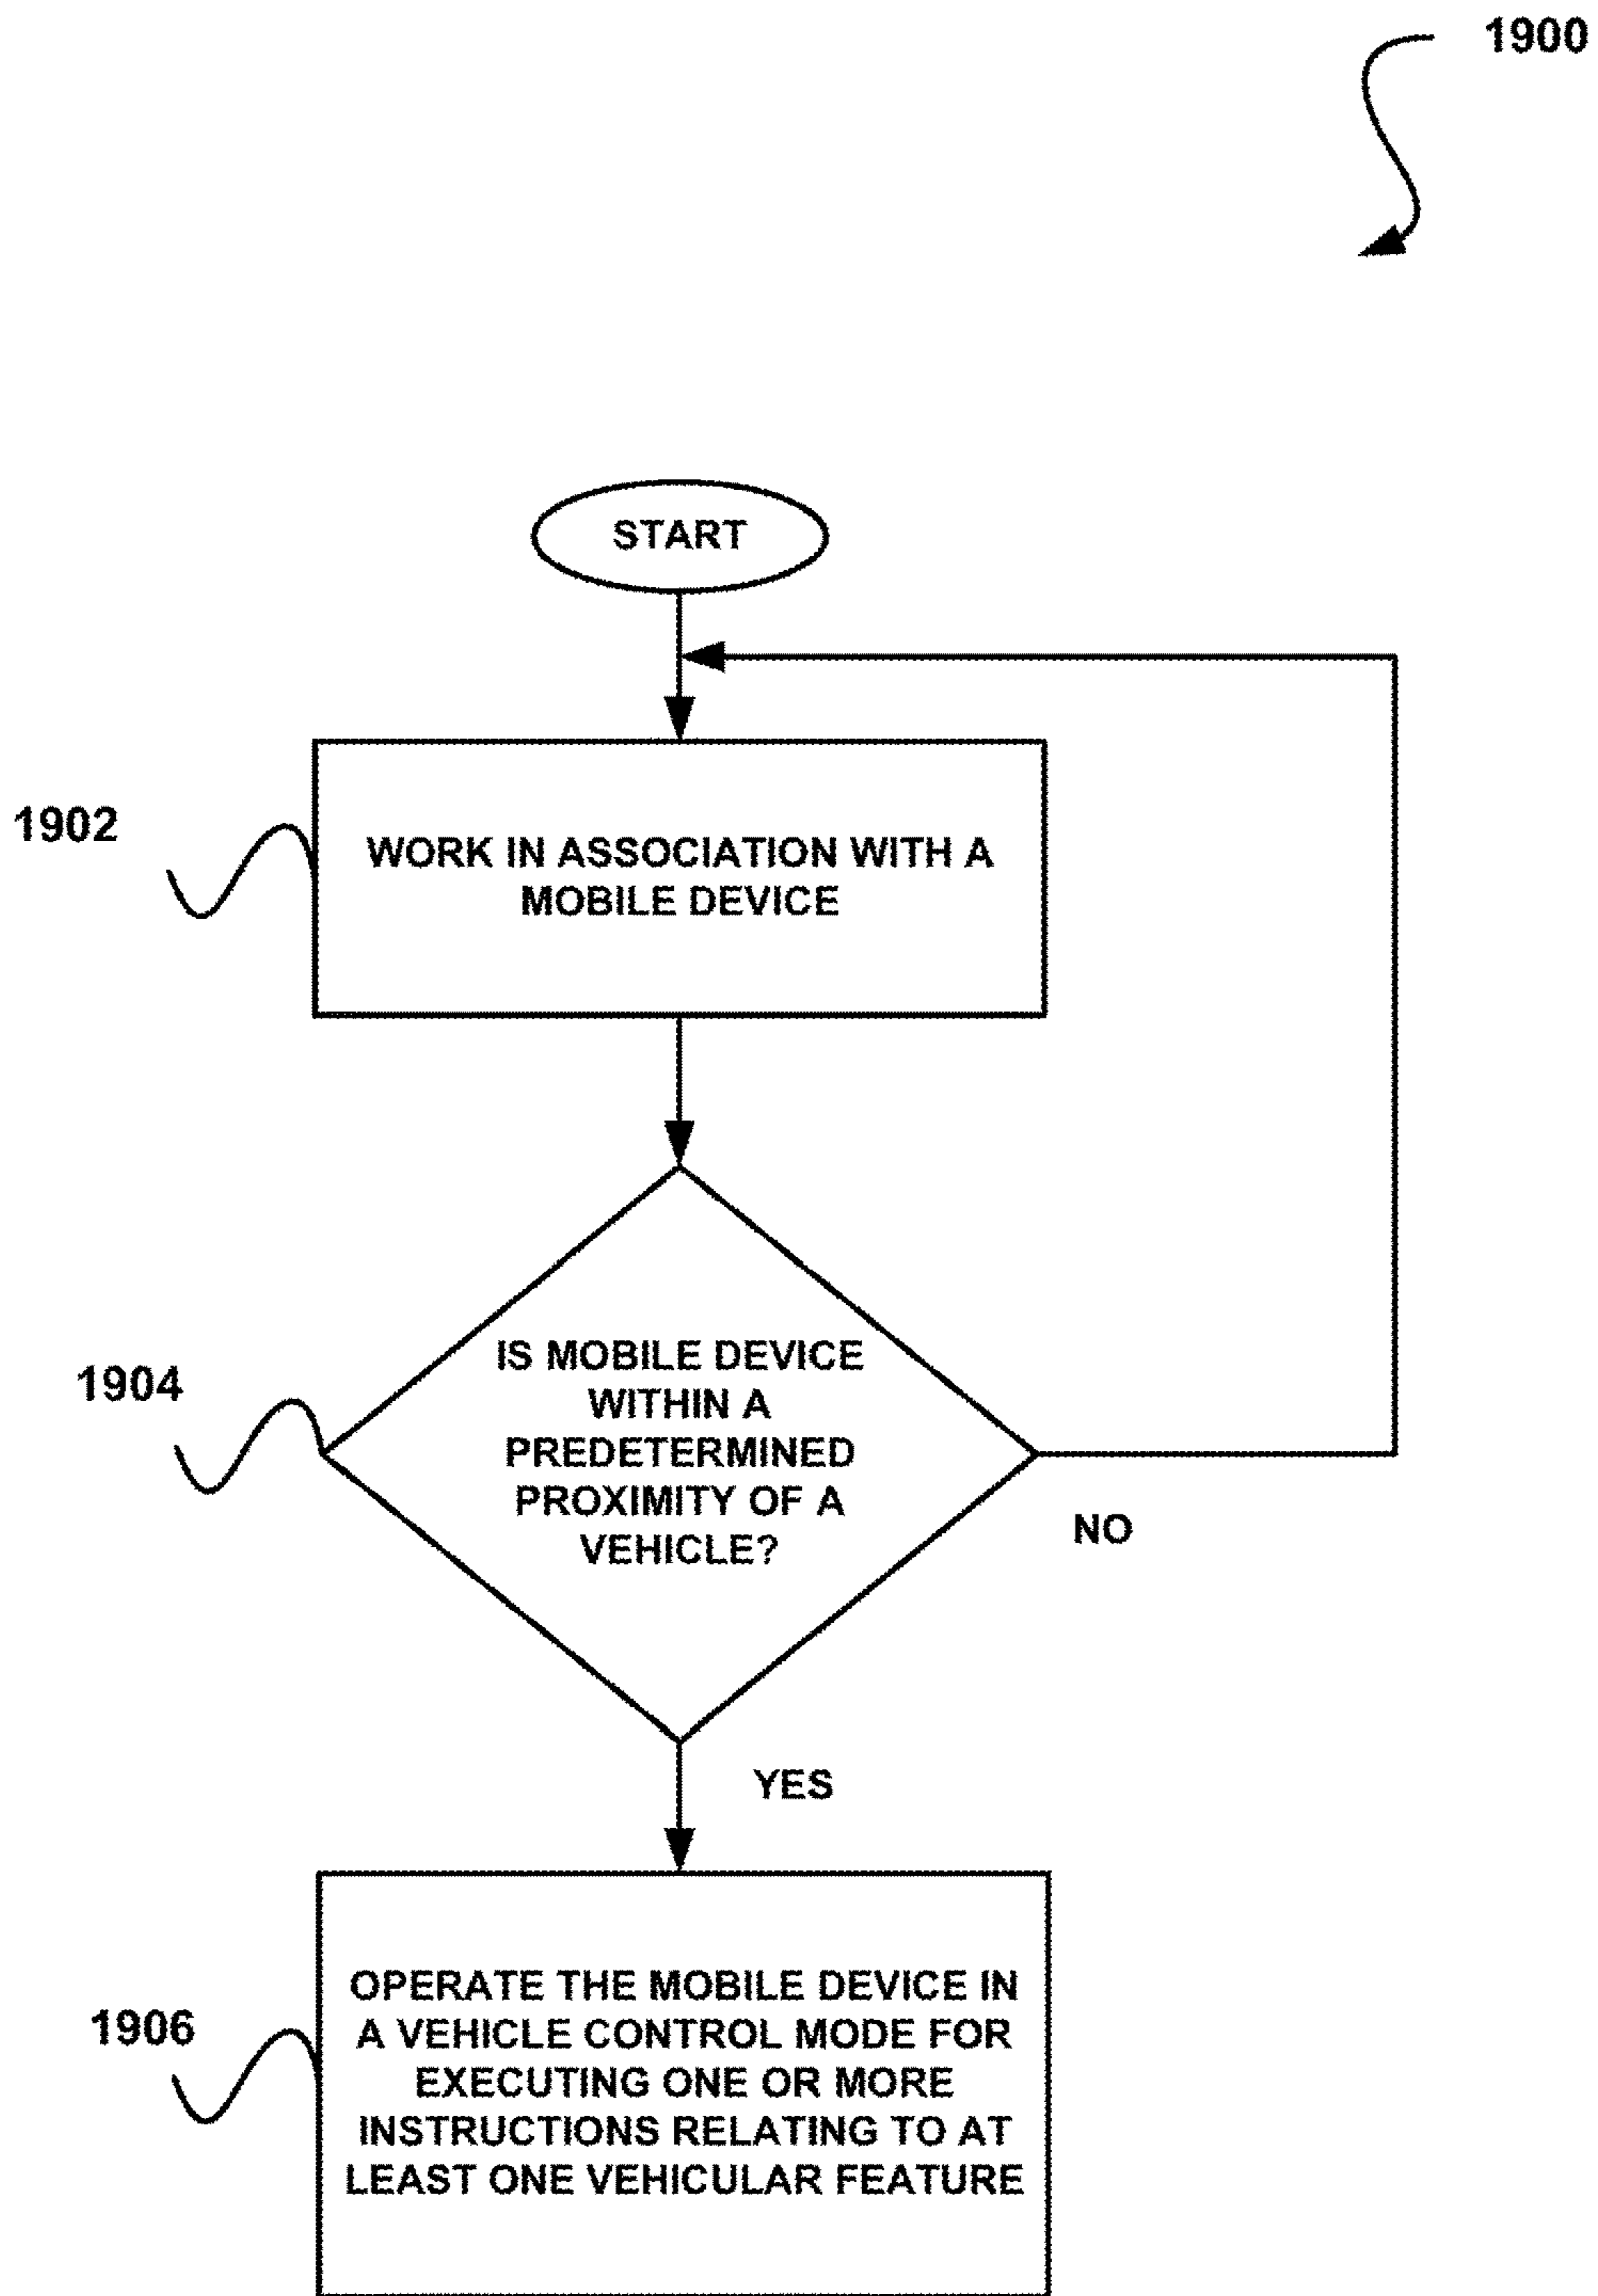 1900
START
1902
WORK IN ASSOCIATION WITH A
MOBILE DEVICE
1904
IS MOBILE DEVICE
WITHIN A
PREDETERMINED
PROXIMITY OF A
VEHICLE?
NO
YES
1906
OPERATE THE MOBILE DEVICE IN
A VEHICLE CONTROL MODE FOR
EXECUTING ONE OR MORE
INSTRUCTIONS RELATING TO AT
LEAST ONE VEHICULAR FEATURE